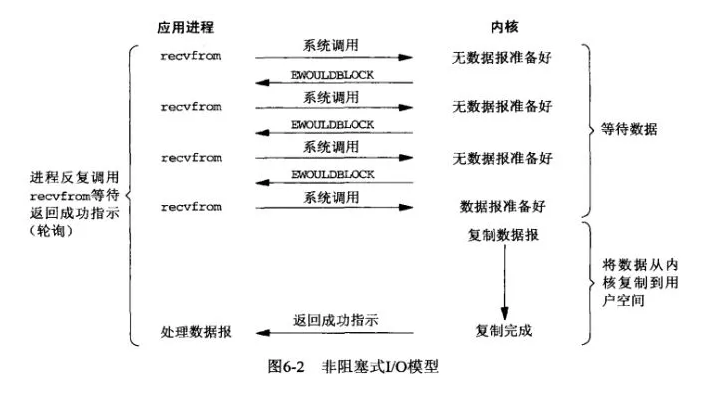 应用进程
内核
recvfrom
系统调用
无数据报准备好
EWOULDBLOCK
recvfrom
系统调用
无数据报准备好
EWOULDBLOCK
等待数据
recvfrom
系统调用
无数据报准备好
EWOULDBLOCK
进程反复调用
recvfrom等待
返回成功指示
(轮询)
recvfrom
系统调用
数据报准备好
复制数据报
将数据从内
核复制到用
户空间
处理数据报
返回成功指示
复制完成
图6-2 非阻塞式I/O模型